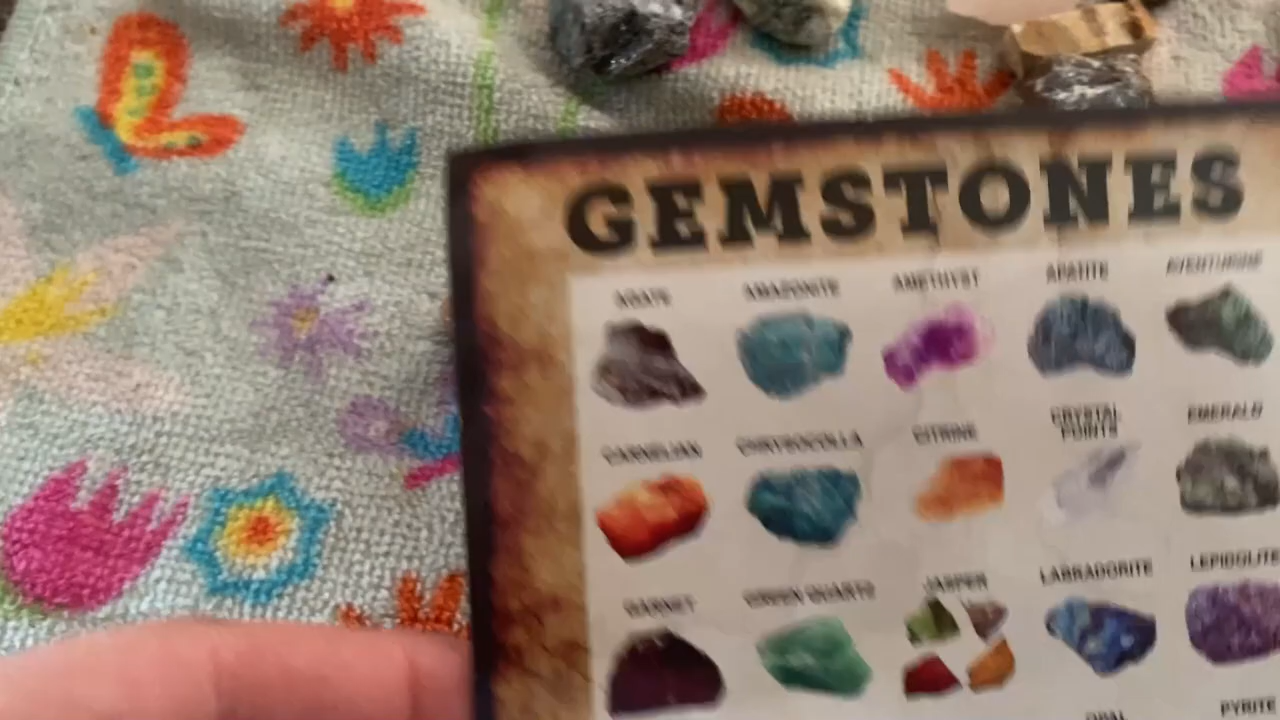 GEMSTONES
AGATE AMAZONITE AMETHYST APATITE AVENTURINE
CARNELIAN CHRYSOCOLLA CITRINE CRYSTAL POINTS EMERALD
GARNET GREEN QUARTZ JASPER LABRADORITE LEPIDOLITE
OPAL PYRITE